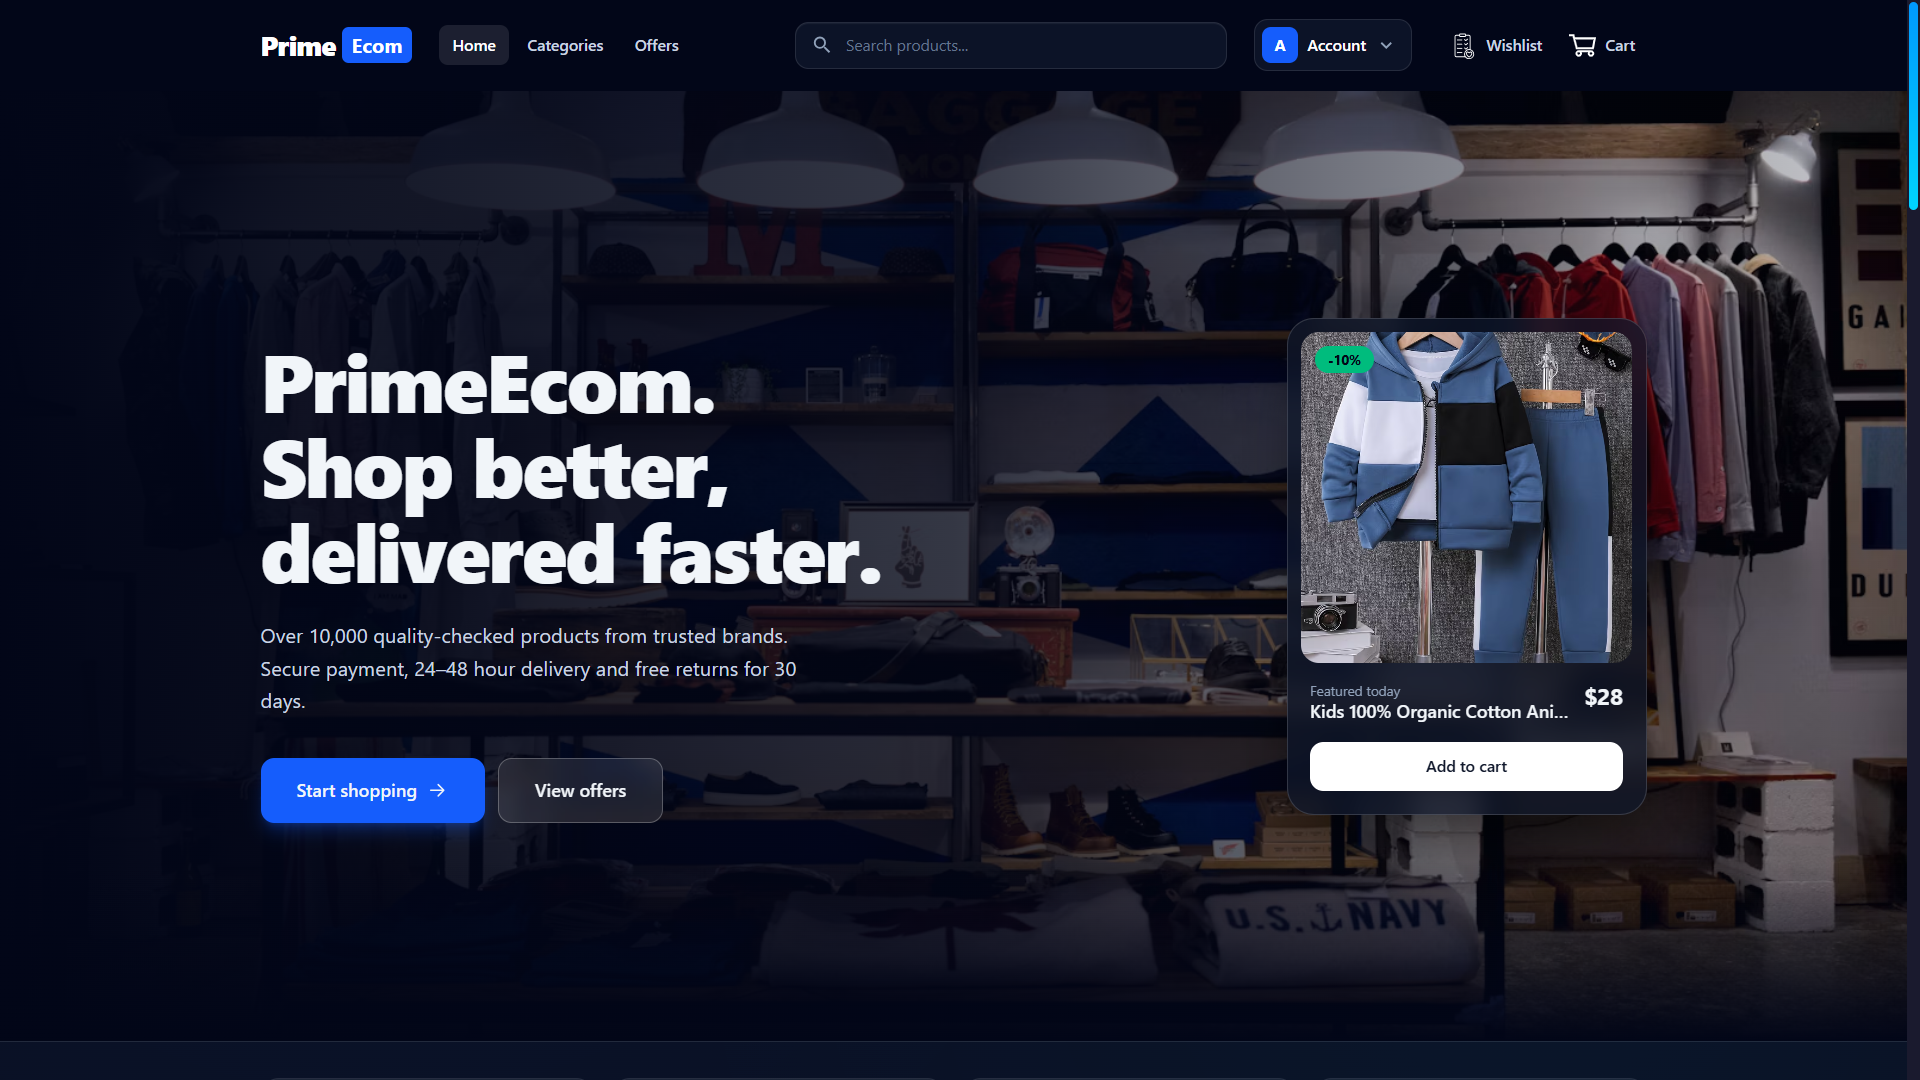 Prime Ecom
Home
Categories
Offers
Search products...
A
Account
Wishlist
Cart
PrimeEcom.
Shop better,
delivered faster.
Over 10,000 quality-checked products from trusted brands.
Secure payment, 24–48 hour delivery and free returns for 30
days.
Start shopping →
View offers
-10%
Featured today
Kids 100% Organic Cotton Ani...
$28
Add to cart
M
U.S. NAVY